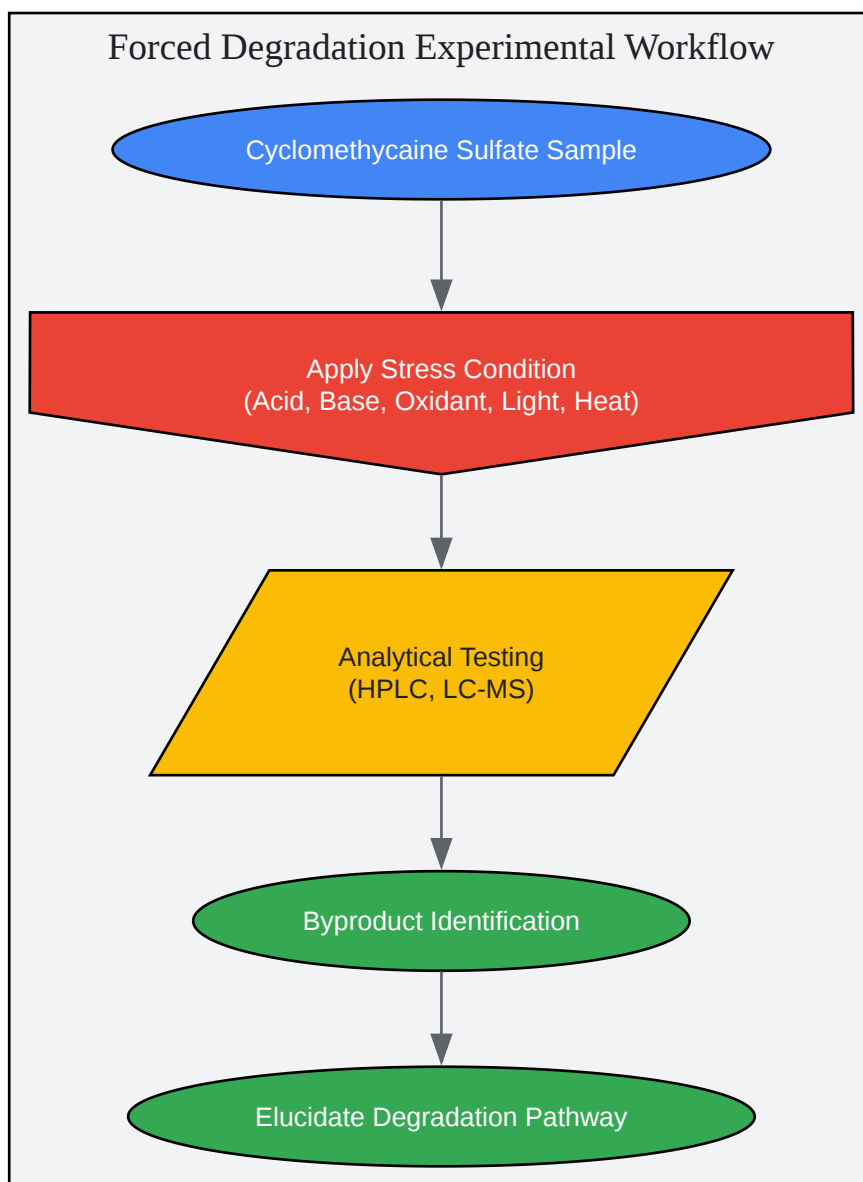 Forced Degradation Experimental Workflow
Cyclomethycaine Sulfate Sample
Apply Stress Condition
(Acid, Base, Oxidant, Light, Heat)
Analytical Testing
(HPLC, LC-MS)
Byproduct Identification
Elucidate Degradation Pathway